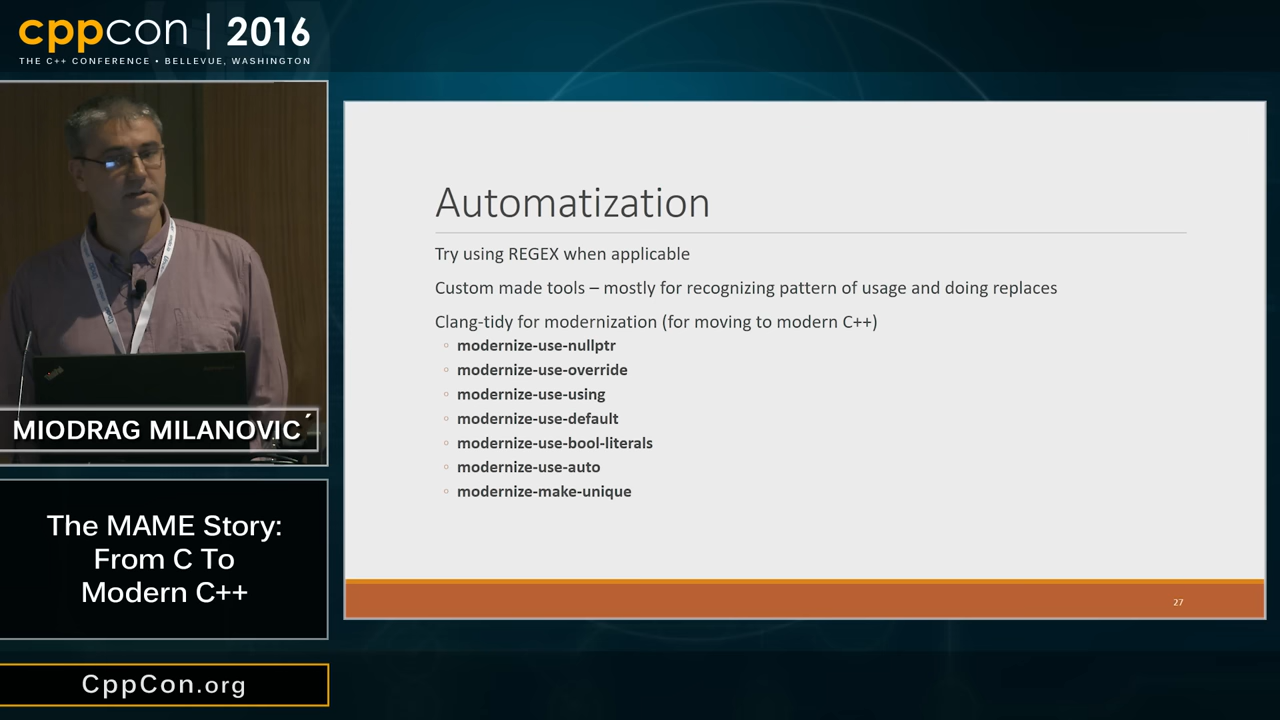 cppcon | 2016
THE C++ CONFERENCE • BELLEVUE, WASHINGTON
MIODRAG MILANOVIC´
The MAME Story:
From C To
Modern C++
CppCon.org
Automatization
Try using REGEX when applicable
Custom made tools – mostly for recognizing pattern of usage and doing replaces
Clang-tidy for modernization (for moving to modern C++)
◦ modernize-use-nullptr
◦ modernize-use-override
◦ modernize-use-using
◦ modernize-use-default
◦ modernize-use-bool-literals
◦ modernize-use-auto
◦ modernize-make-unique
27